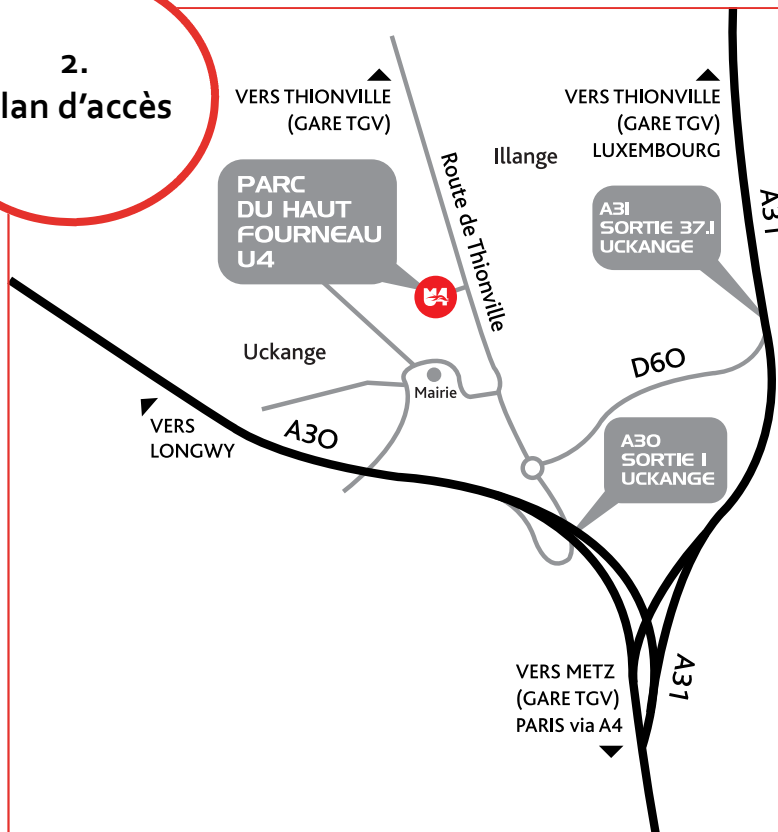 2.
lan d'accès
VERS THIONVILLE
(GARE TGV)
VERS THIONVILLE
(GARE TGV)
LUXEMBOURG
Illange
Route de Thionville
PARC
DU HAUT
FOURNEAU
U4
A31
SORTIE 37.1
UCKANGE
A31
U4
Uckange
Mairie
D60
VERS
LONGWY
A30
A30
SORTIE 1
UCKANGE
VERS METZ
(GARE TGV)
PARIS via A4
A31